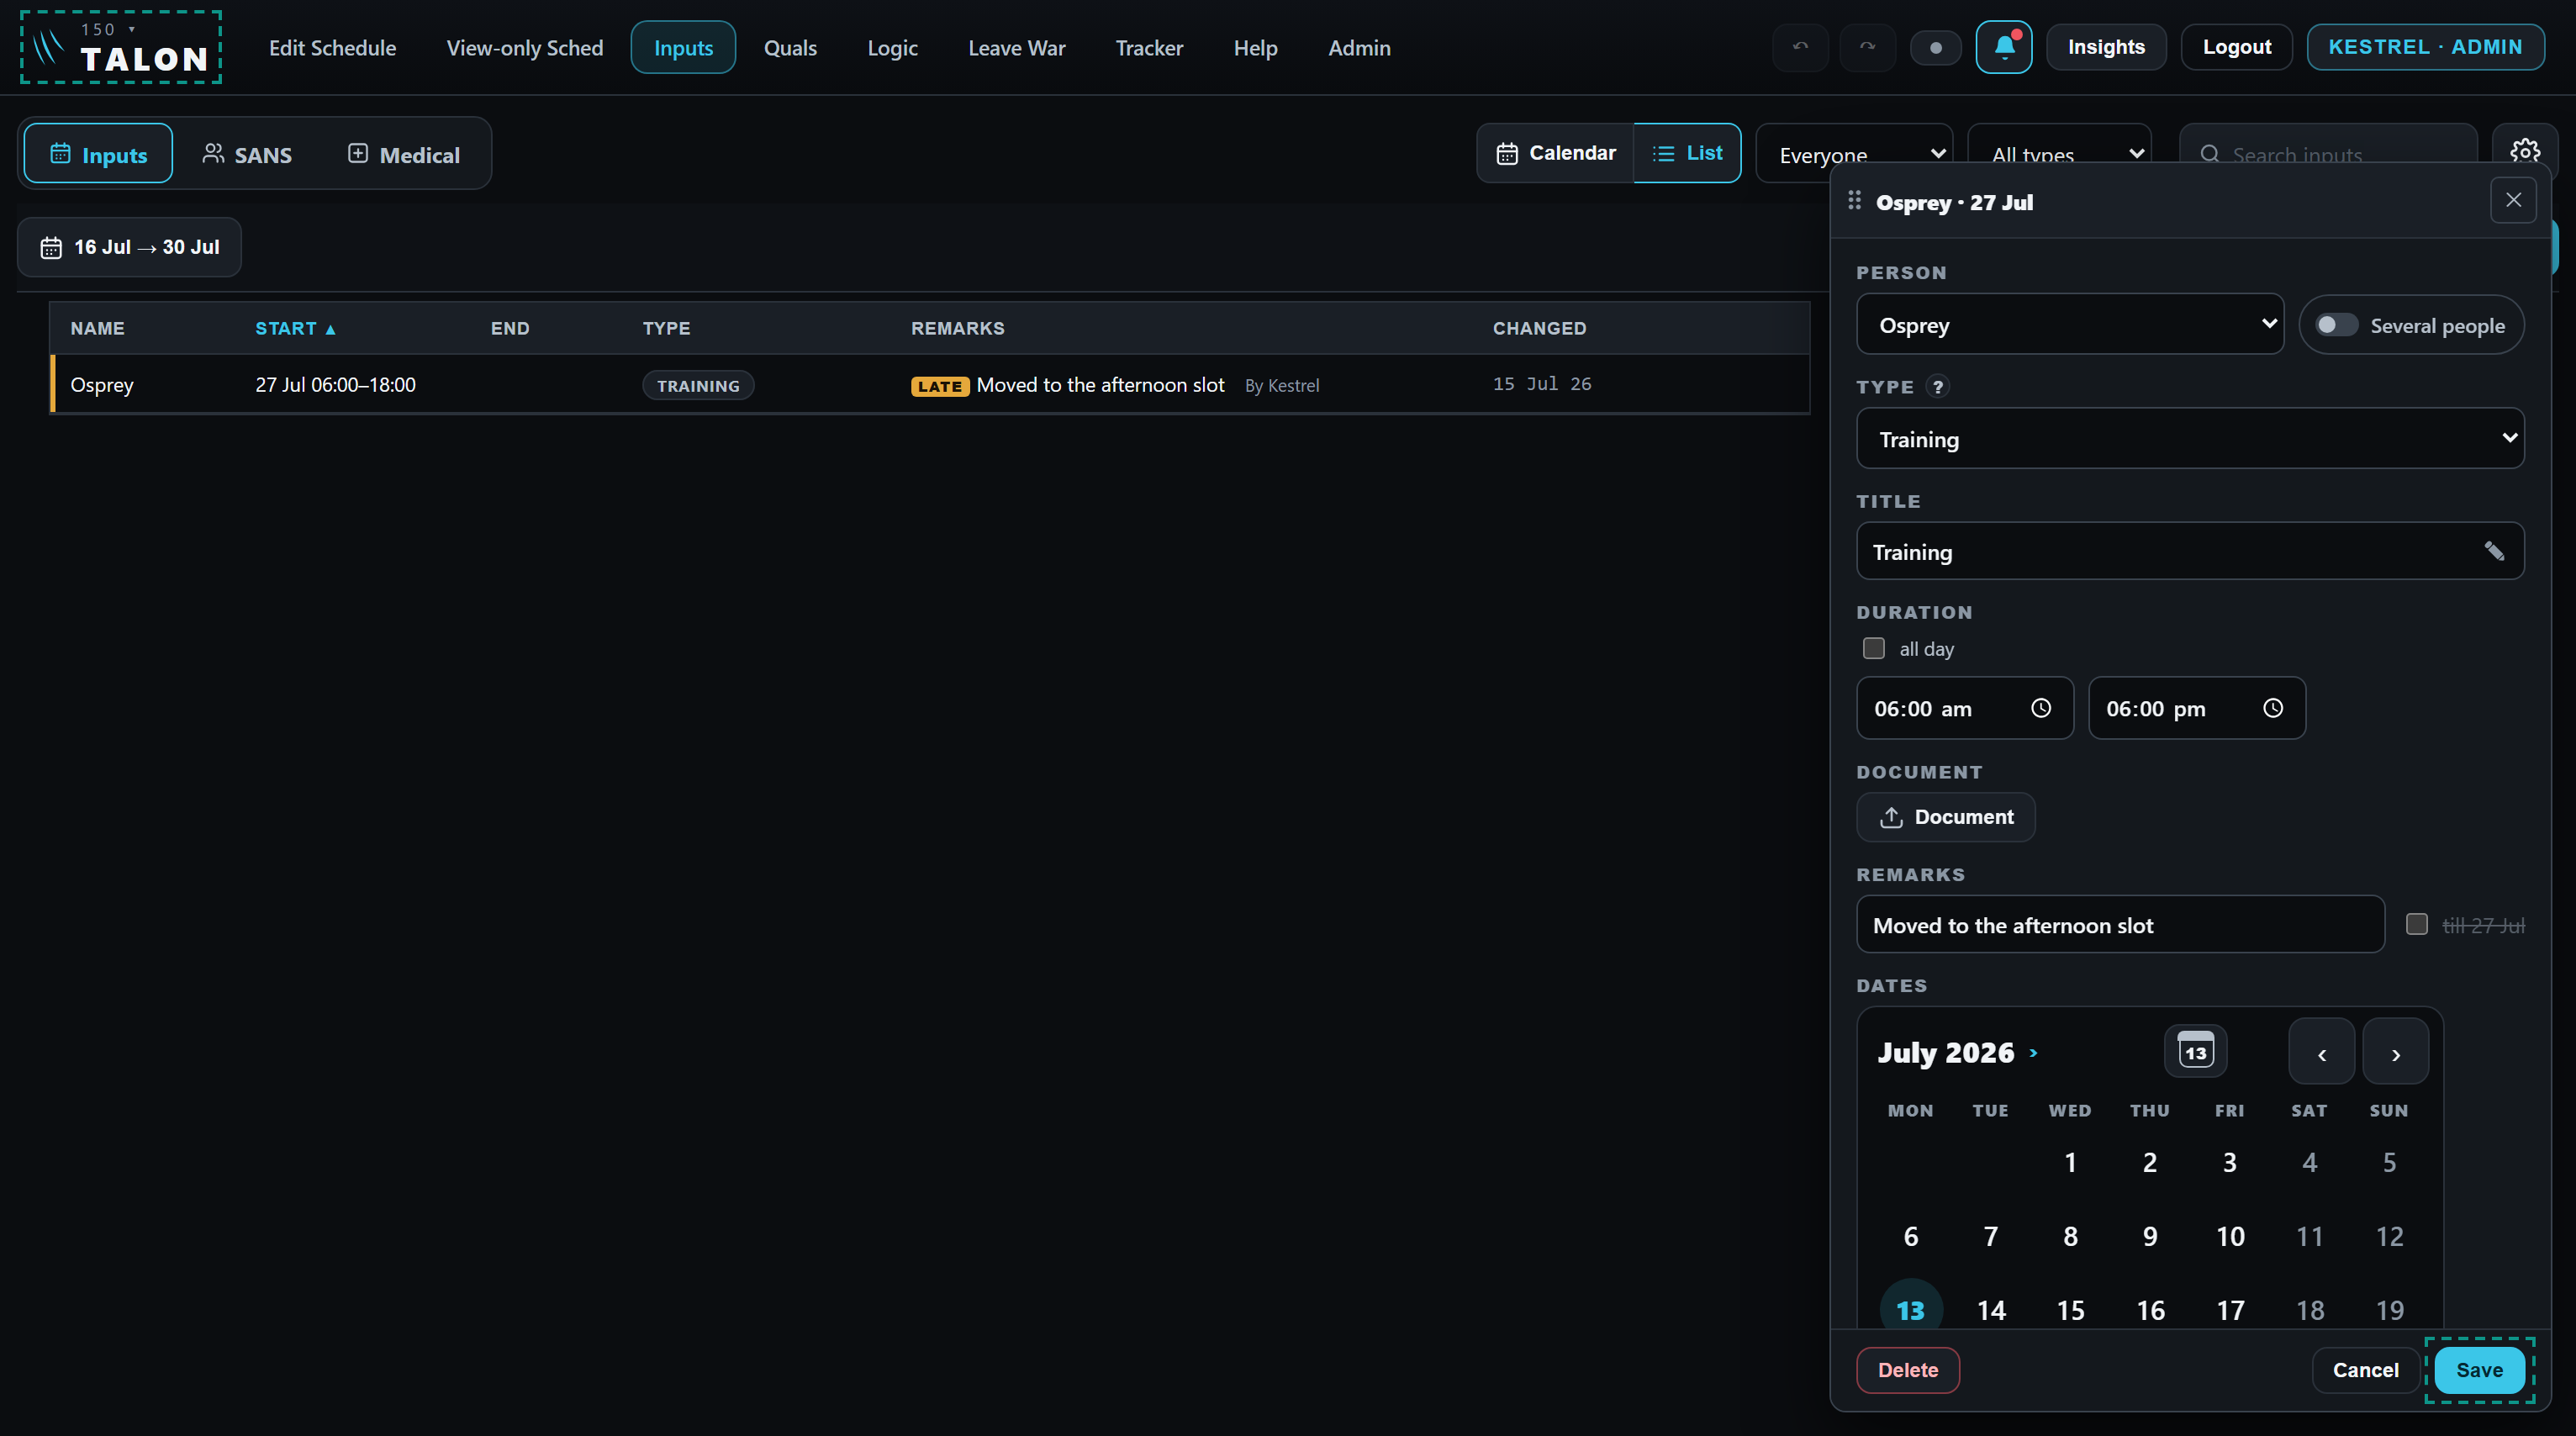 150 ▾
TALON
Edit Schedule
View-only Sched
Inputs
Quals
Logic
Leave War
Tracker
Help
Admin
Insights
Logout
KESTREL · ADMIN
Inputs
SANS
Medical
Calendar
List
Everyone
All types
Search inputs
16 Jul → 30 Jul
NAME START ▲ END TYPE REMARKS CHANGED
Osprey 27 Jul 06:00–18:00 TRAINING LATE Moved to the afternoon slot By Kestrel 15 Jul 26
Osprey · 27 Jul
PERSON
Osprey
Several people
TYPE ?
Training
TITLE
Training
DURATION
all day
06:00 am 06:00 pm
DOCUMENT
Document
REMARKS
Moved to the afternoon slot
till 27 Jul
DATES
July 2026 ›
13
‹ ›
MON TUE WED THU FRI SAT SUN
1 2 3 4 5
6 7 8 9 10 11 12
13 14 15 16 17 18 19
Delete
Cancel
Save